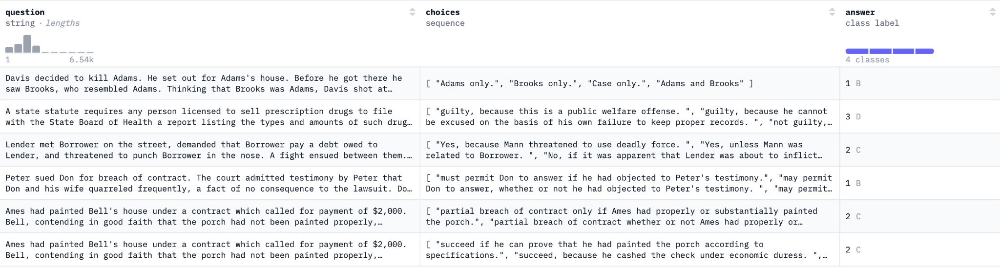 question
string · lengths
1 6.54k
choices
sequence
answer
class label
4 classes
Davis decided to kill Adams. He set out for Adams's house. Before he got there he
saw Brooks, who resembled Adams. Thinking that Brooks was Adams, Davis shot at…
[ "Adams only.", "Brooks only.", "Case only.", "Adams and Brooks" ]
1 B
A state statute requires any person licensed to sell prescription drugs to file
with the State Board of Health a report listing the types and amounts of such drug…
[ "guilty, because this is a public welfare offense. ", "guilty, because he cannot
be excused on the basis of his own failure to keep proper records. ", "not guilty,…
3 D
Lender met Borrower on the street, demanded that Borrower pay a debt owed to
Lender, and threatened to punch Borrower in the nose. A fight ensued between them.…
[ "Yes, because Mann threatened to use deadly force. ", "Yes, unless Mann was
related to Borrower. ", "No, if it was apparent that Lender was about to inflict…
2 C
Peter sued Don for breach of contract. The court admitted testimony by Peter that
Don and his wife quarreled frequently, a fact of no consequence to the lawsuit. Do…
[ "must permit Don to answer if he had objected to Peter's testimony.", "may permit
Don to answer, whether or not he had objected to Peter's testimony. ", "may permit…
1 B
Ames had painted Bell's house under a contract which called for payment of $2,000.
Bell, contending in good faith that the porch had not been painted properly,…
[ "partial breach of contract only if Ames had properly or substantially painted
the porch.", "partial breach of contract whether or not Ames had properly or…
2 C
Ames had painted Bell's house under a contract which called for payment of $2,000.
Bell, contending in good faith that the porch had not been painted properly,…
[ "succeed if he can prove that he had painted the porch according to
specifications.", "succeed, because he cashed the check under economic duress. ",…
2 C